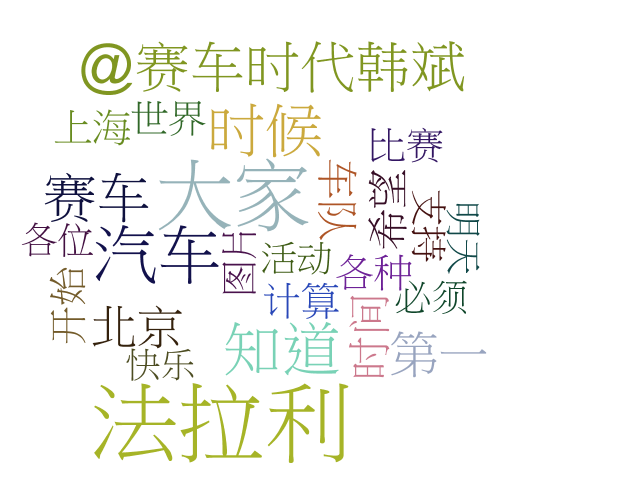 @赛车时代韩斌
上海
世界
时候
比赛
赛车
大家
车队
希望
支持
明天
各位
汽车
图片
活动
各种
开始
北京
计算
时间
必须
快乐
知道
第一
法拉利